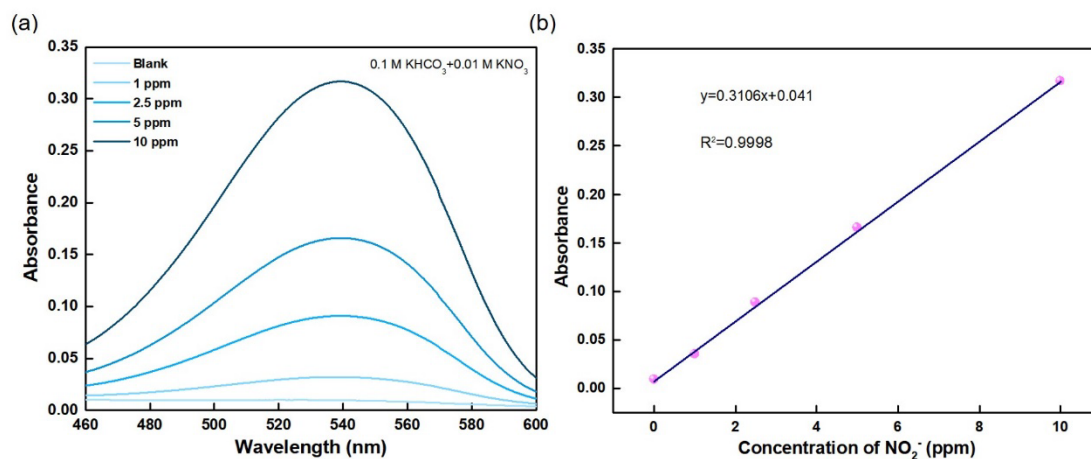 (a)
0.35
0.30
0.25
0.20
0.15
0.10
0.05
0.00
Absorbance
Blank
1 ppm
2.5 ppm
5 ppm
10 ppm
0.1 M KHCO₃+0.01 M KNO₃
460 480 500 520 540 560 580 600
Wavelength (nm)
(b)
0.35
0.30
0.25
0.20
0.15
0.10
0.05
0.00
Absorbance
y=0.3106x+0.041
R²=0.9998
0 2 4 6 8 10
Concentration of NO₂⁻ (ppm)